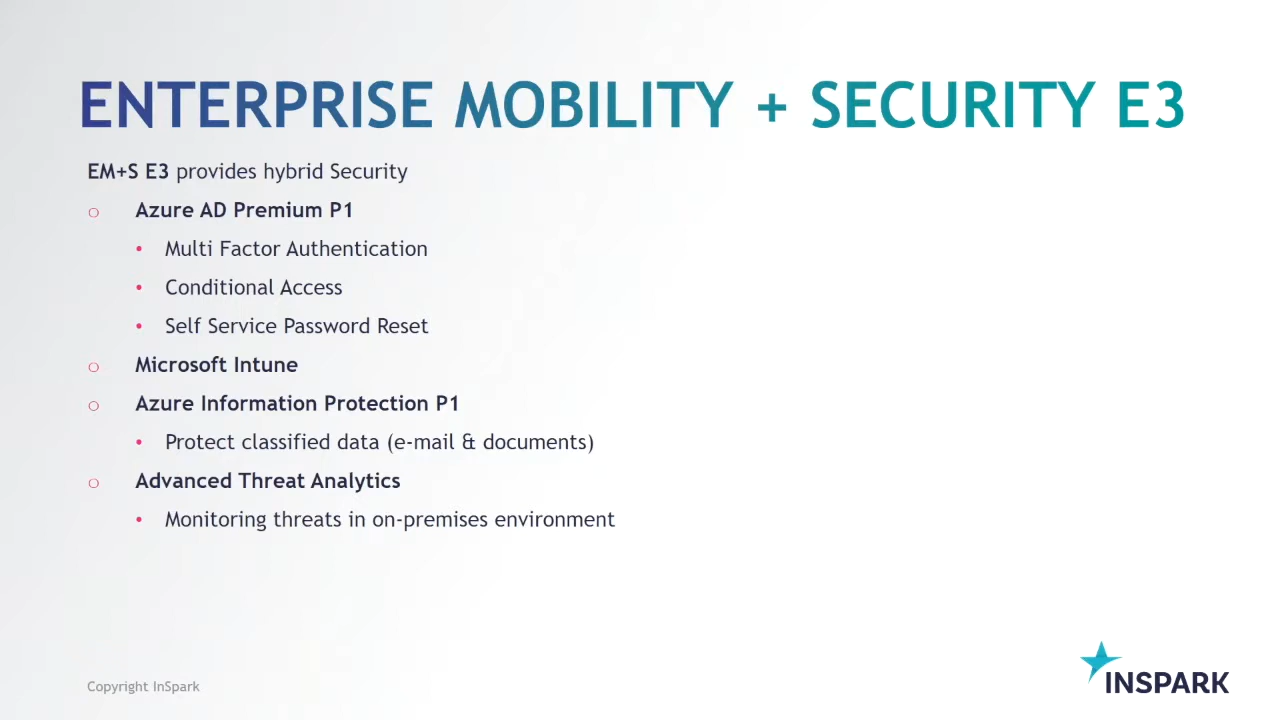 ENTERPRISE MOBILITY + SECURITY E3
EM+S E3 provides hybrid Security
o Azure AD Premium P1
• Multi Factor Authentication
• Conditional Access
• Self Service Password Reset
o Microsoft Intune
o Azure Information Protection P1
• Protect classified data (e-mail & documents)
o Advanced Threat Analytics
• Monitoring threats in on-premises environment
Copyright InSpark
INSPARK